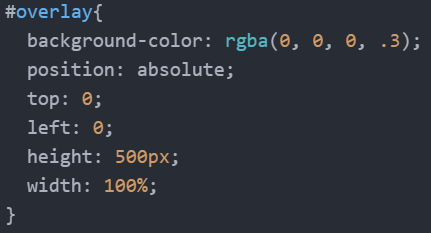 #overlay{
  background-color: rgba(0, 0, 0, .3);
  position: absolute;
  top: 0;
  left: 0;
  height: 500px;
  width: 100%;
}